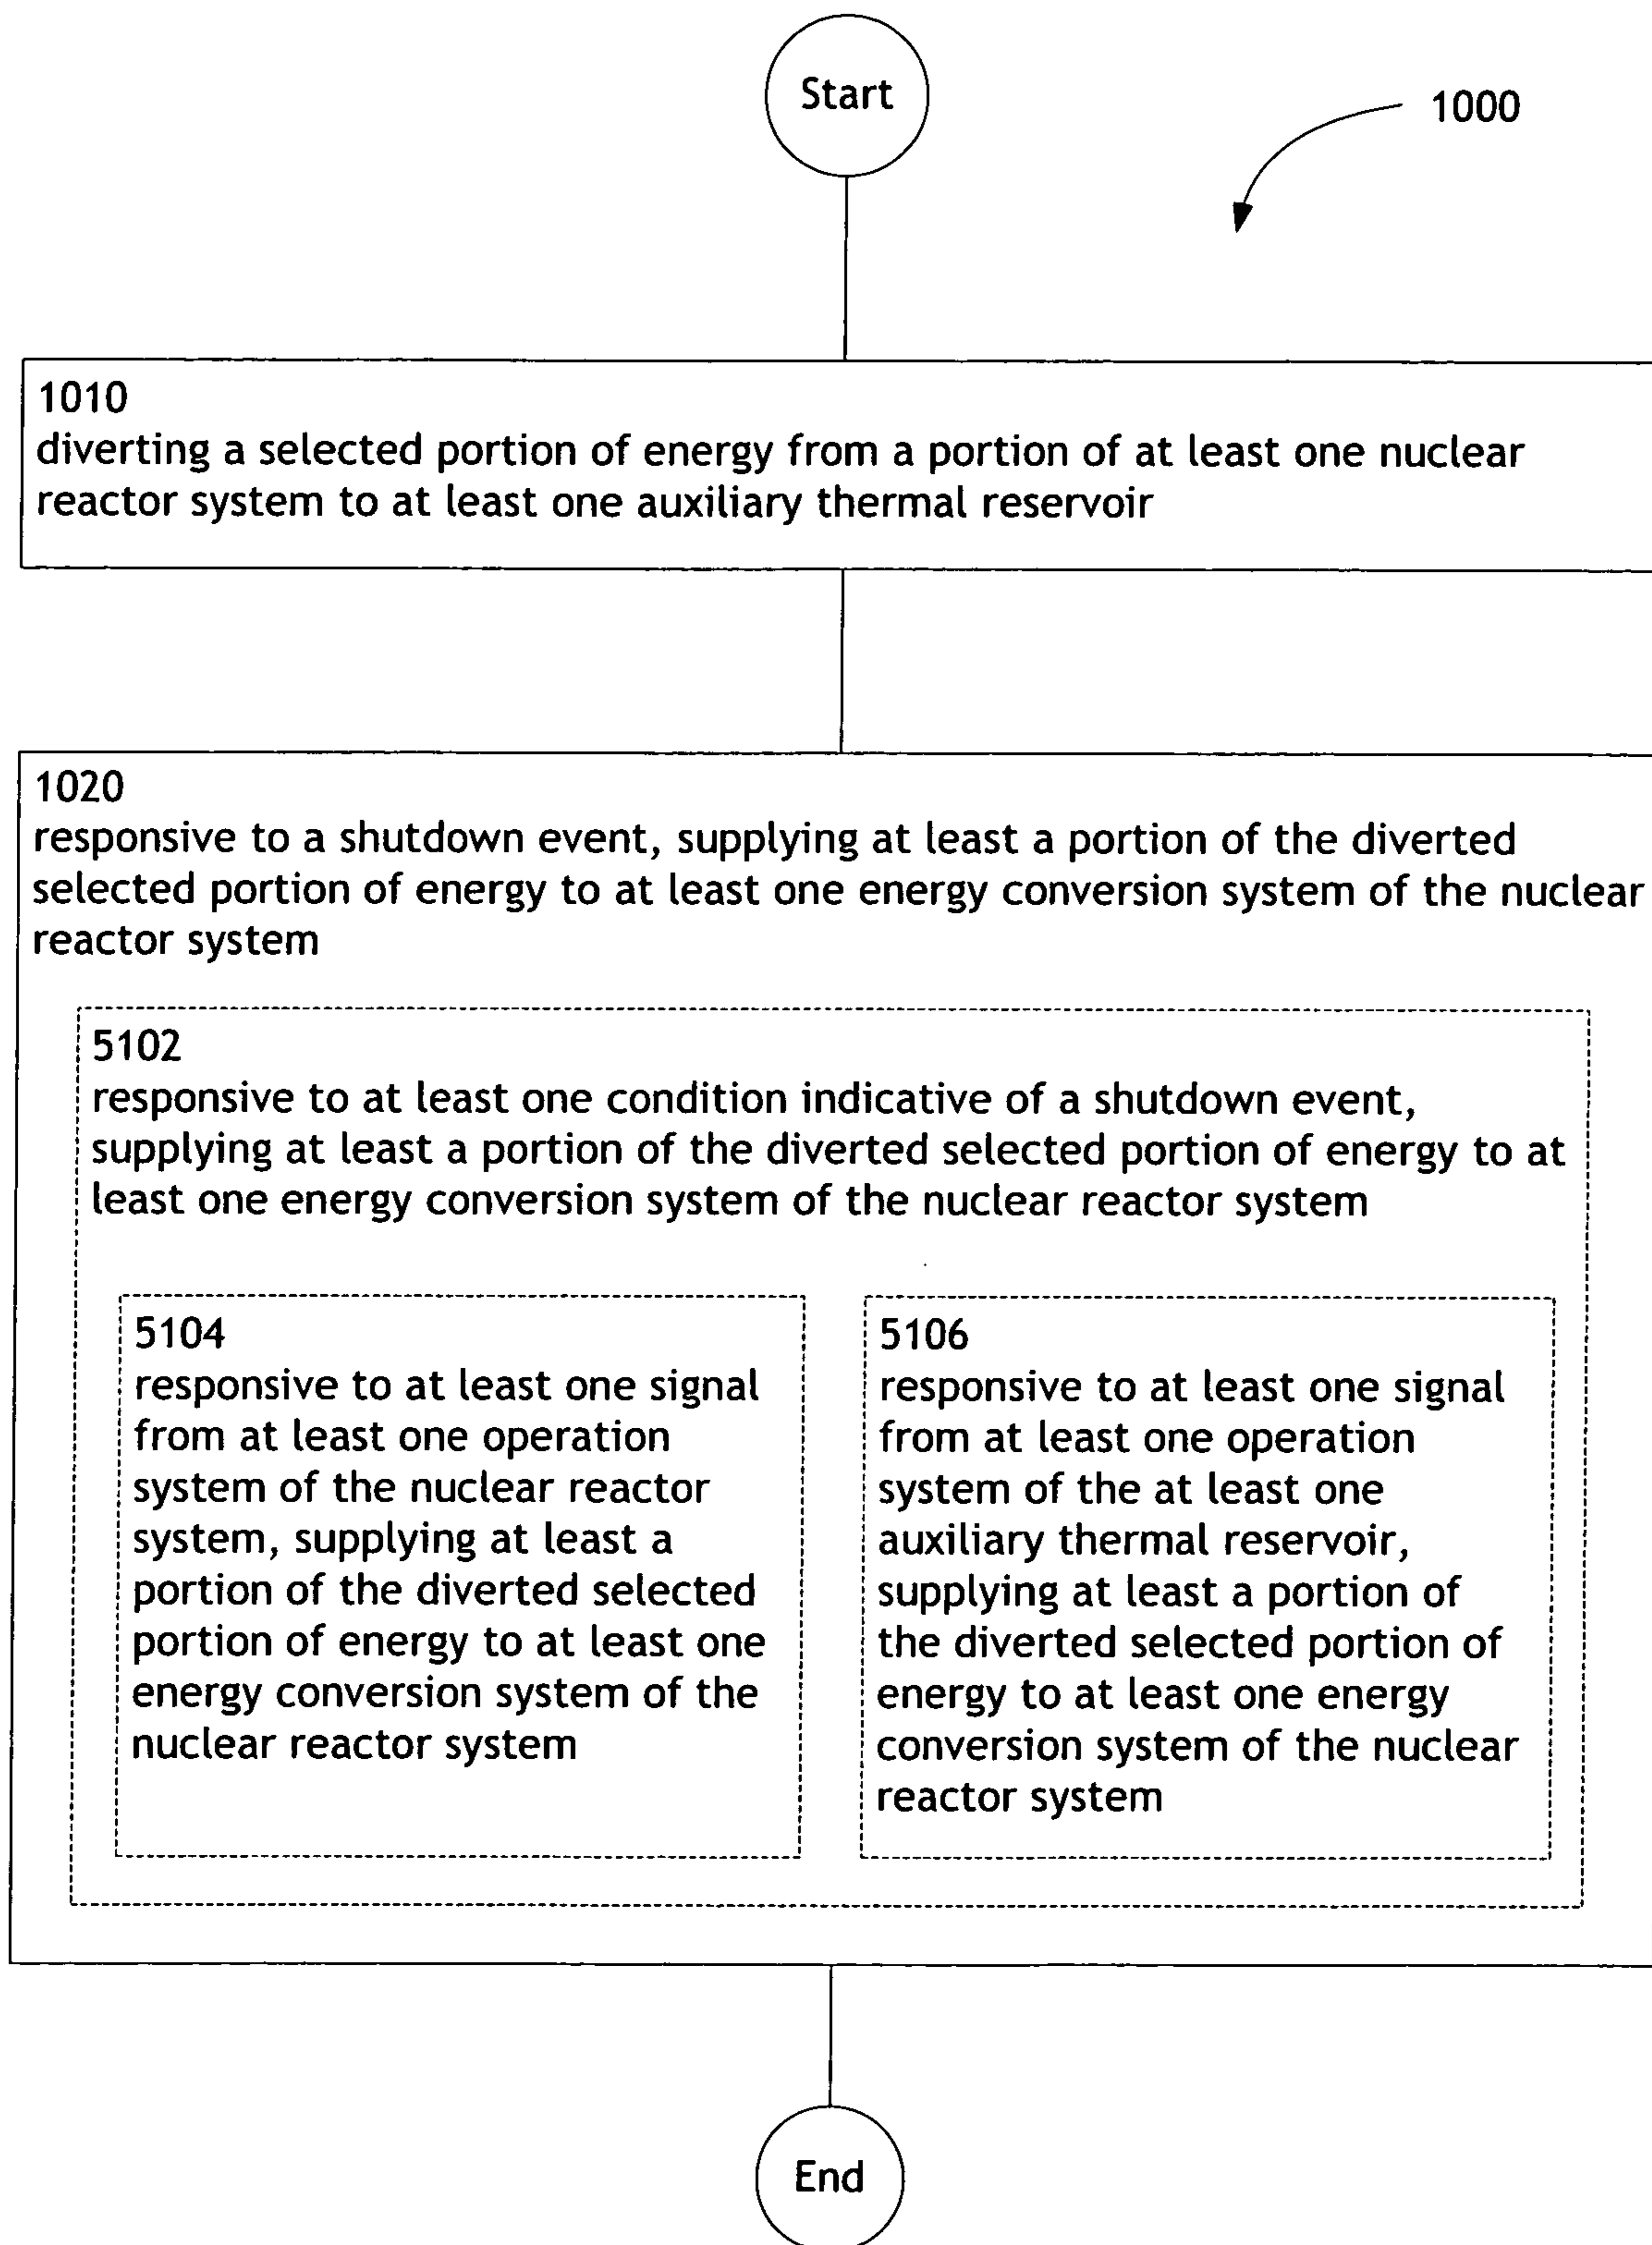 Start
1000
1010
diverting a selected portion of energy from a portion of at least one nuclear
reactor system to at least one auxiliary thermal reservoir
1020
responsive to a shutdown event, supplying at least a portion of the diverted
selected portion of energy to at least one energy conversion system of the nuclear
reactor system
5102
responsive to at least one condition indicative of a shutdown event,
supplying at least a portion of the diverted selected portion of energy to at
least one energy conversion system of the nuclear reactor system
5104
responsive to at least one signal
from at least one operation
system of the nuclear reactor
system, supplying at least a
portion of the diverted selected
portion of energy to at least one
energy conversion system of the
nuclear reactor system
5106
responsive to at least one signal
from at least one operation
system of the at least one
auxiliary thermal reservoir,
supplying at least a portion of
the diverted selected portion of
energy to at least one energy
conversion system of the nuclear
reactor system
End